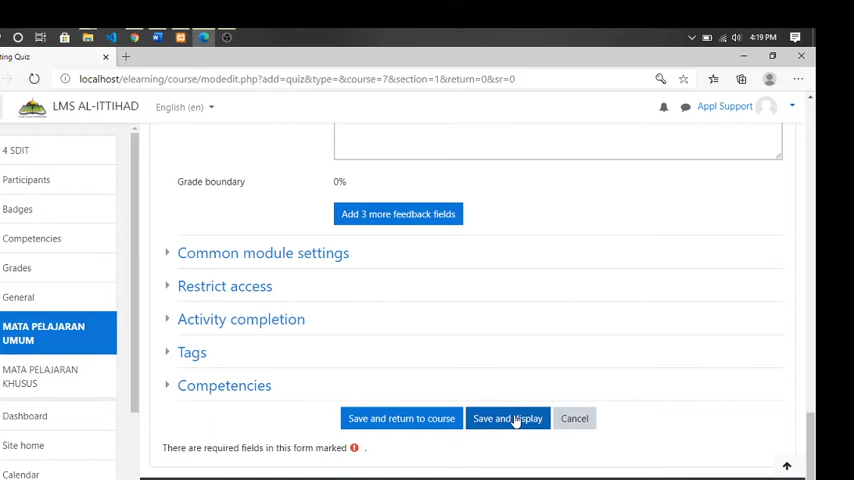 4:19 PM
ting Quiz
localhost/elearning/course/modedit.php?add=quiz&type=&course=7&section=1&return=0&sr=0
LMS AL-ITTIHAD
English (en)
Appl Support
4 SDIT
Participants
Badges
Competencies
Grades
General
MATA PELAJARAN
UMUM
MATA PELAJARAN
KHUSUS
Dashboard
Site home
Calendar
Grade boundary
0%
Add 3 more feedback fields
Common module settings
Restrict access
Activity completion
Tags
Competencies
Save and return to course
Save and display
Cancel
There are required fields in this form marked .